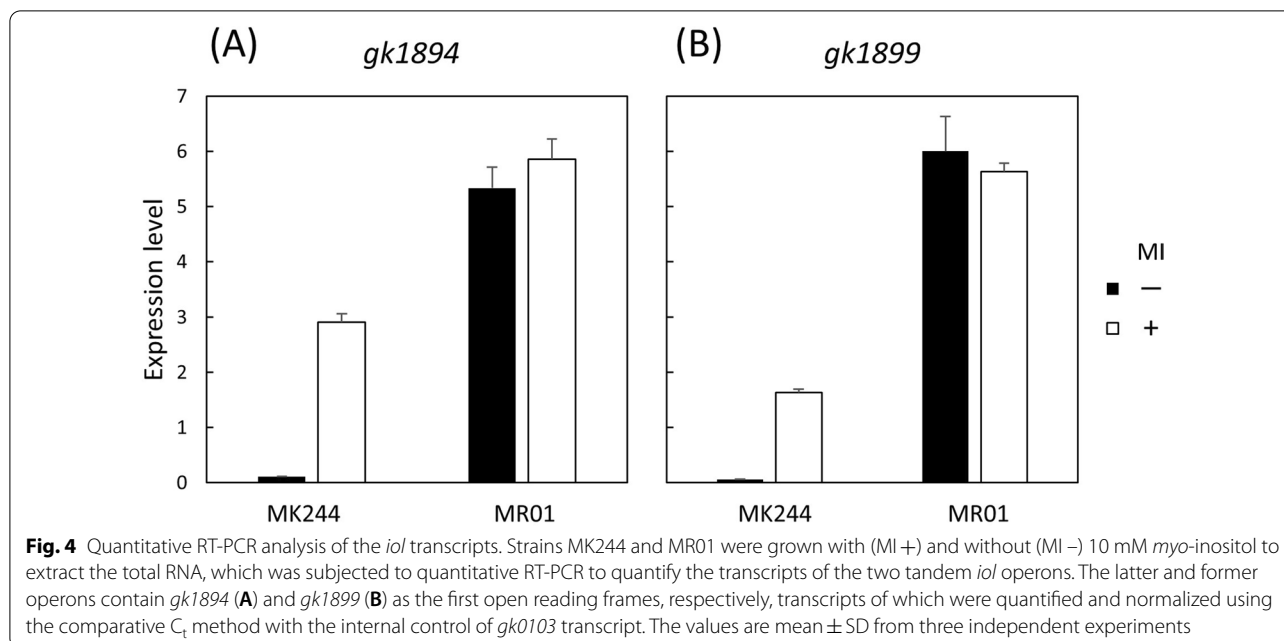 (A) gk1894 (B) gk1899
7
6
5
4
3
2
1
0
Expression level
MI
−
+
MK244 MR01 MK244 MR01
Fig. 4 Quantitative RT-PCR analysis of the iol transcripts. Strains MK244 and MR01 were grown with (MI +) and without (MI –) 10 mM myo-inositol to
extract the total RNA, which was subjected to quantitative RT-PCR to quantify the transcripts of the two tandem iol operons. The latter and former
operons contain gk1894 (A) and gk1899 (B) as the first open reading frames, respectively, transcripts of which were quantified and normalized using
the comparative Ct method with the internal control of gk0103 transcript. The values are mean ± SD from three independent experiments